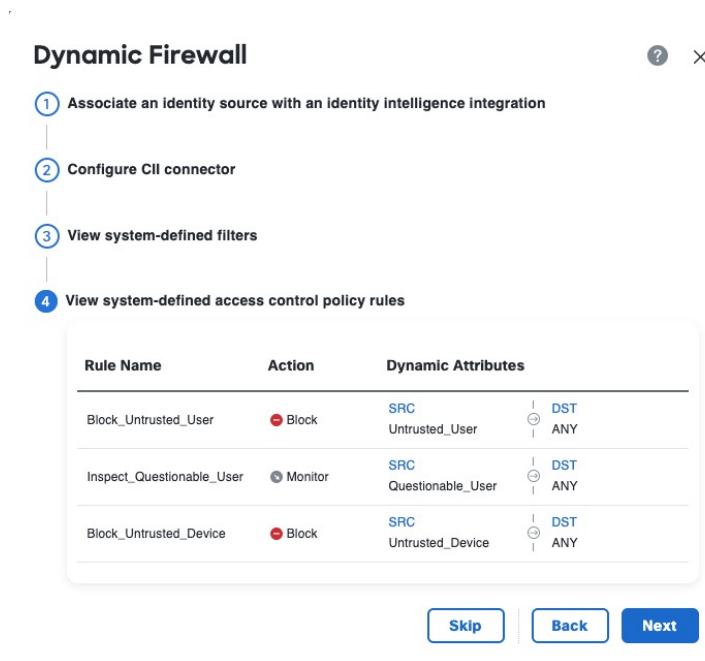 Dynamic Firewall
?
1 Associate an identity source with an identity intelligence integration
2 Configure CII connector
3 View system-defined filters
4 View system-defined access control policy rules
Rule Name Action Dynamic Attributes
Block_Untrusted_User Block SRC Untrusted_User DST ANY
Inspect_Questionable_User Monitor SRC Questionable_User DST ANY
Block_Untrusted_Device Block SRC Untrusted_Device DST ANY
Skip Back Next